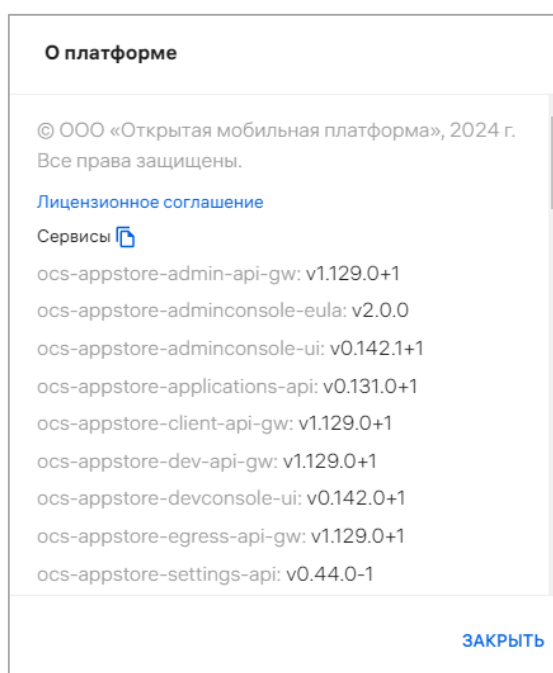 О платформе
© ООО «Открытая мобильная платформа», 2024 г.
Все права защищены.
Лицензионное соглашение
Сервисы
ocs-appstore-admin-api-gw: v1.129.0+1
ocs-appstore-adminconsole-eula: v2.0.0
ocs-appstore-adminconsole-ui: v0.142.1+1
ocs-appstore-applications-api: v0.131.0+1
ocs-appstore-client-api-gw: v1.129.0+1
ocs-appstore-dev-api-gw: v1.129.0+1
ocs-appstore-devconsole-ui: v0.142.0+1
ocs-appstore-egress-api-gw: v1.129.0+1
ocs-appstore-settings-api: v0.44.0-1
ЗАКРЫТЬ